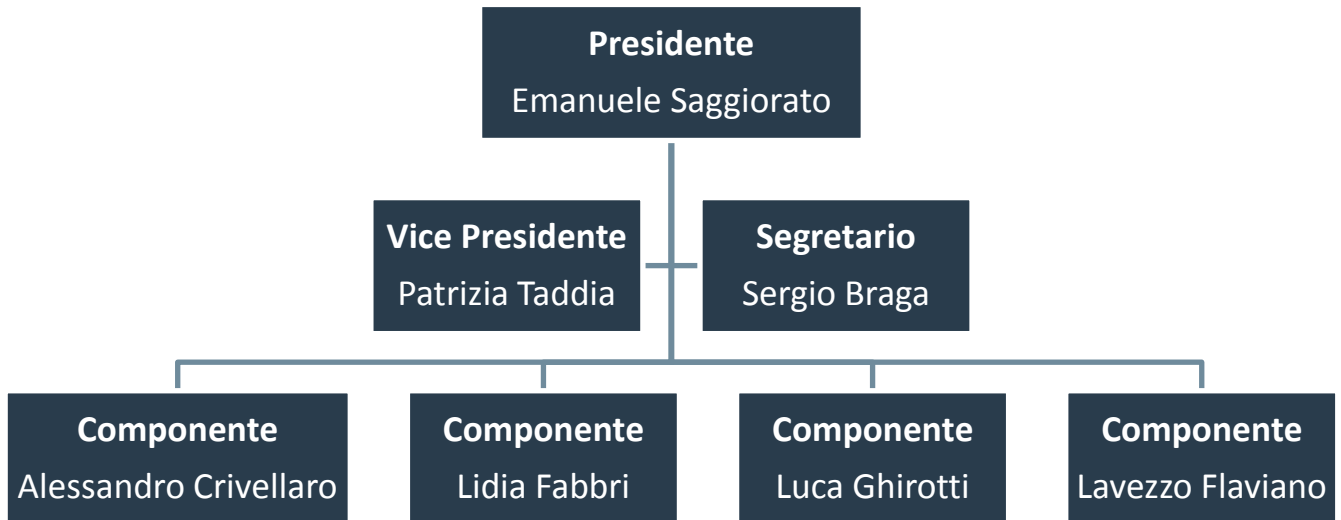 Presidente
Emanuele Saggiorato
Vice Presidente
Patrizia Taddia
Segretario
Sergio Braga
Componente
Alessandro Crivellaro
Componente
Lidia Fabbri
Componente
Luca Ghirotti
Componente
Lavezzo Flaviano